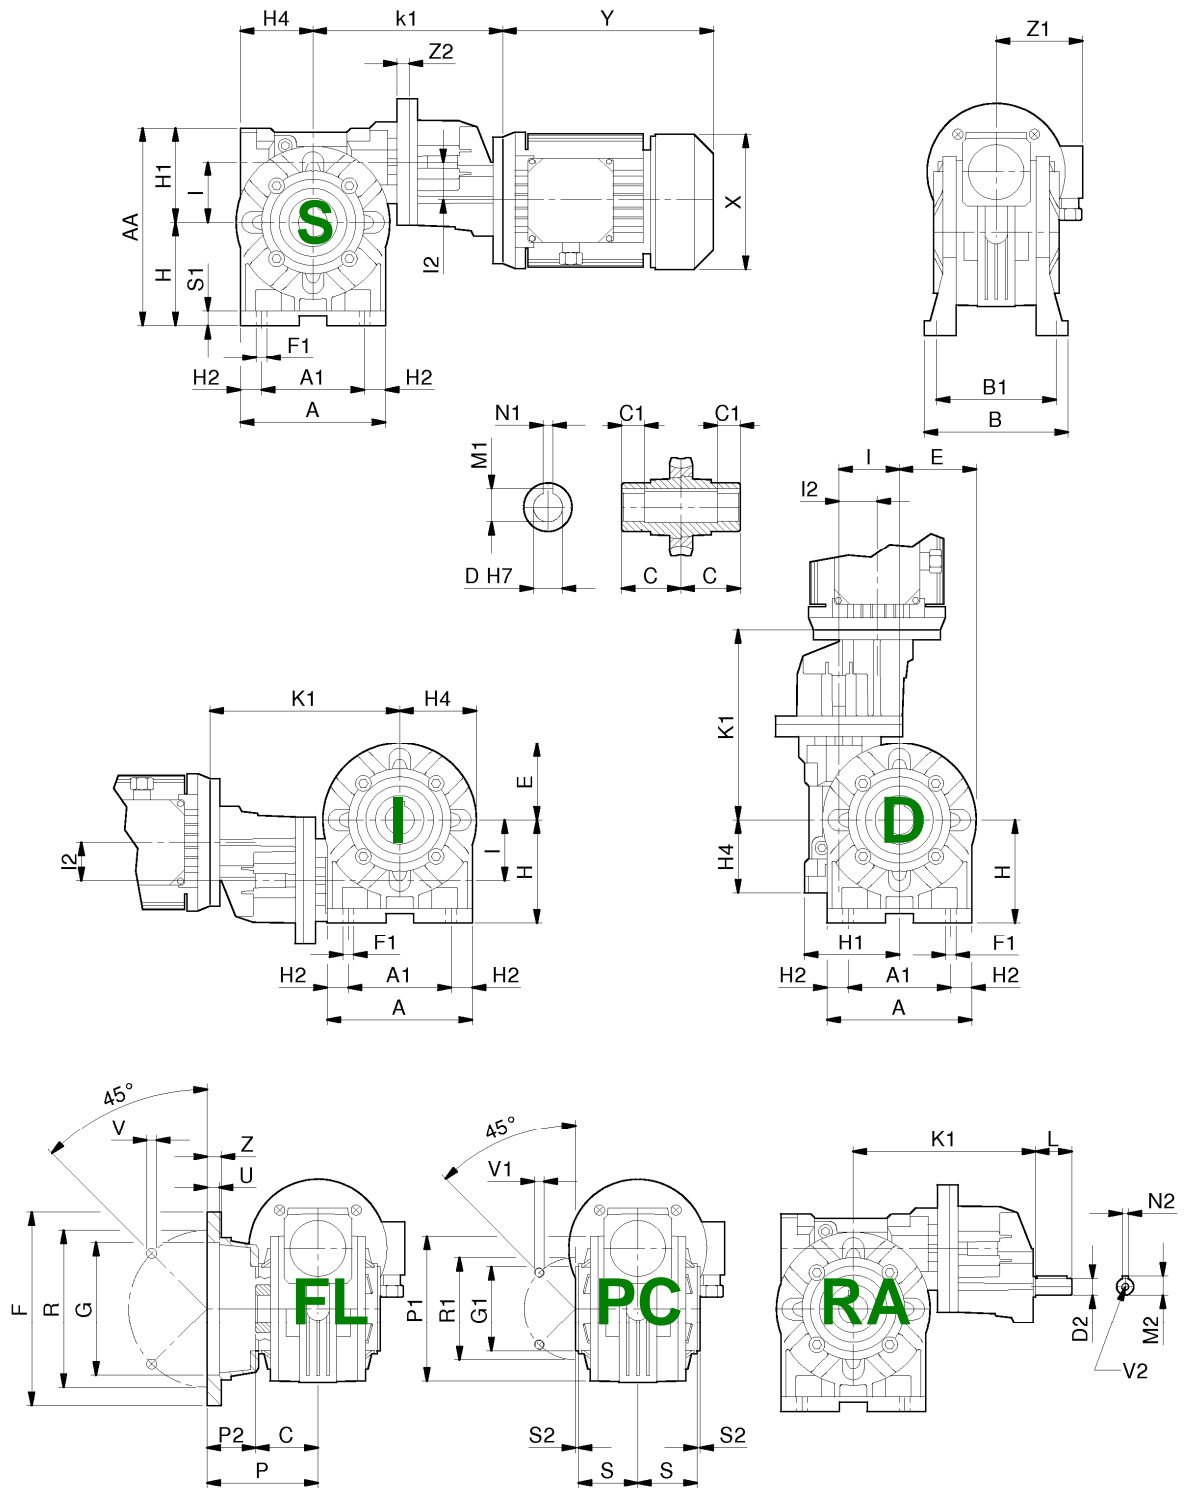 H4 k1 Y
Z2
Z1
AA H1 I H S1
S
I2
X
F1
H2 A1 H2
A
B1
B
N1
M1
D H7
C1 C1
C C
I E
I2
K1
H4
D
H
H1 F1
H2 A1 H2
A
K1 H4
E
I2
I
I
H
F1
H2 A1 H2
A
45°
V
Z
U
F R G
FL
P2 C
P
45°
V1
P1 R1 G1
PC
S2 S2
S S
K1 L
N2
RA
D2
M2
V2